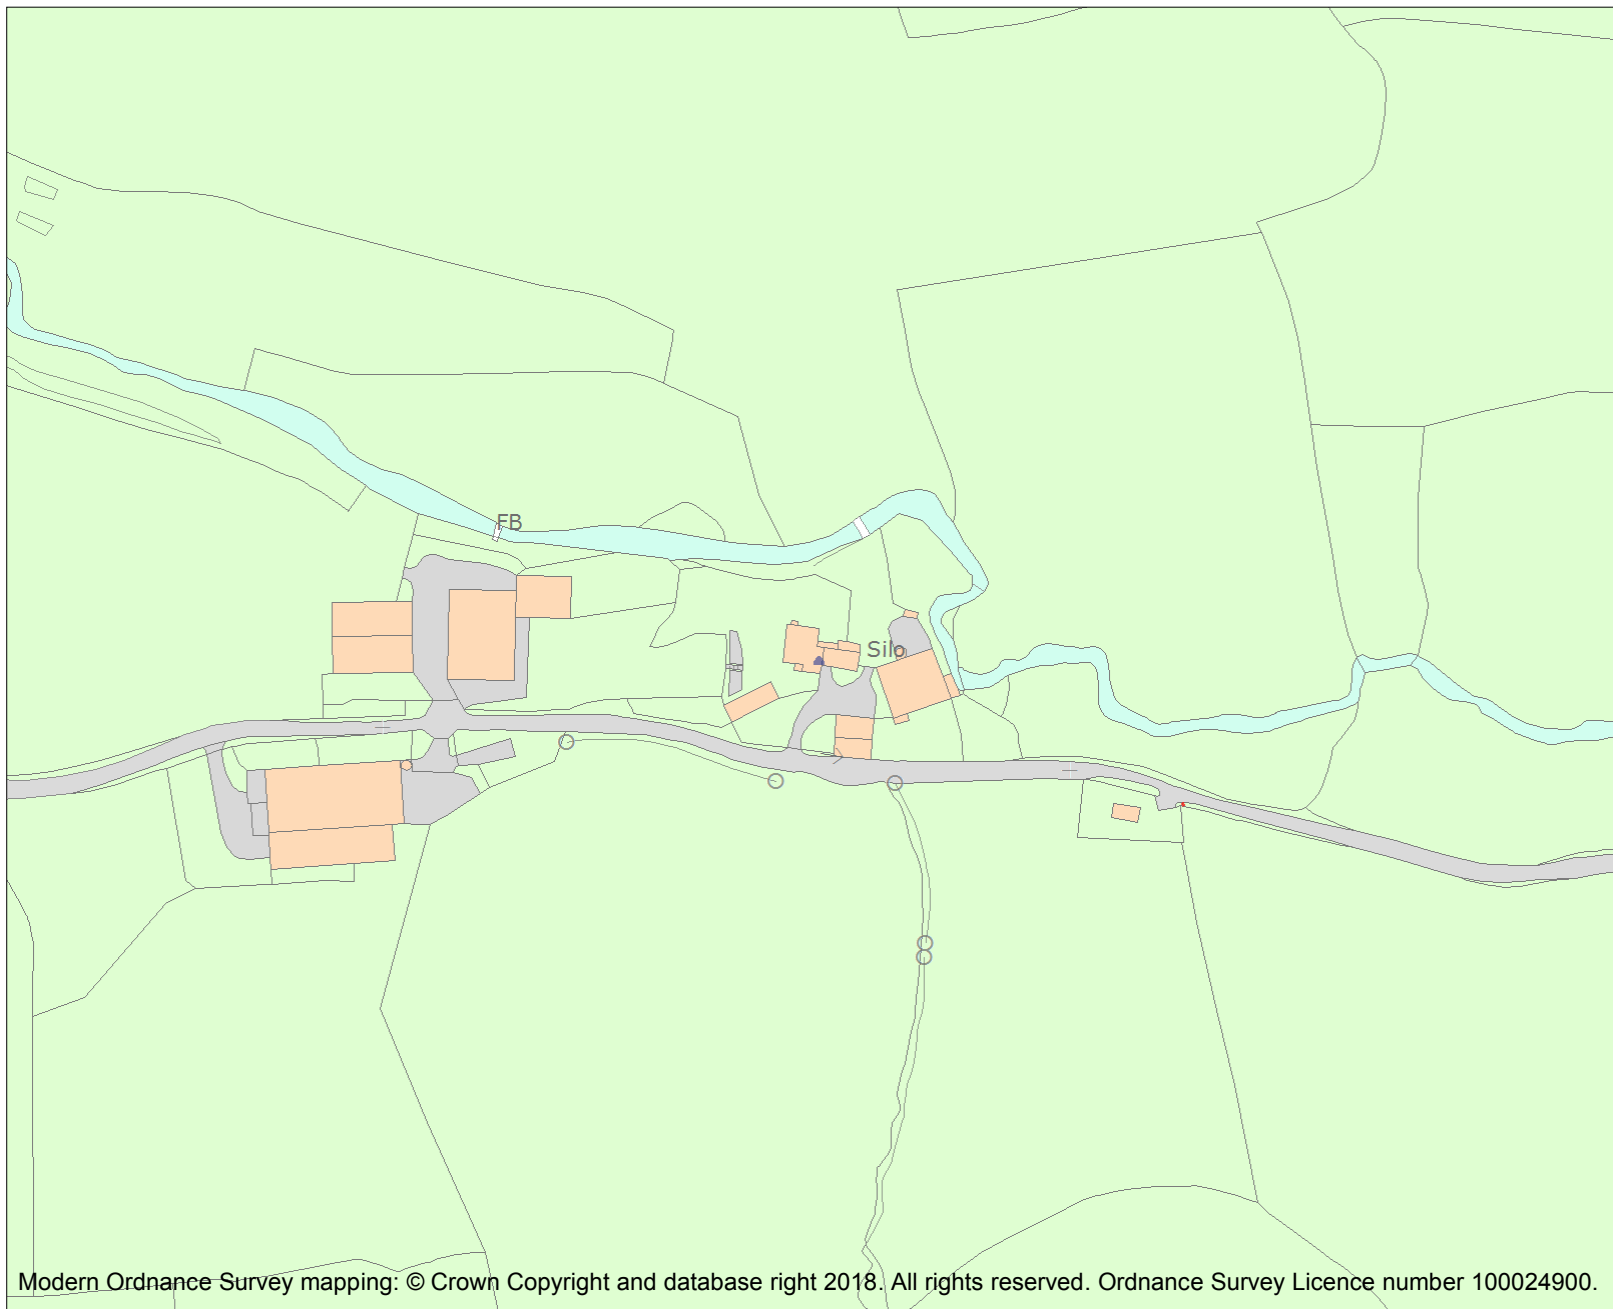 FB
Silo
Modern Ordnance Survey mapping: © Crown Copyright and database right 2018. All rights reserved. Ordnance Survey Licence number 100024900.